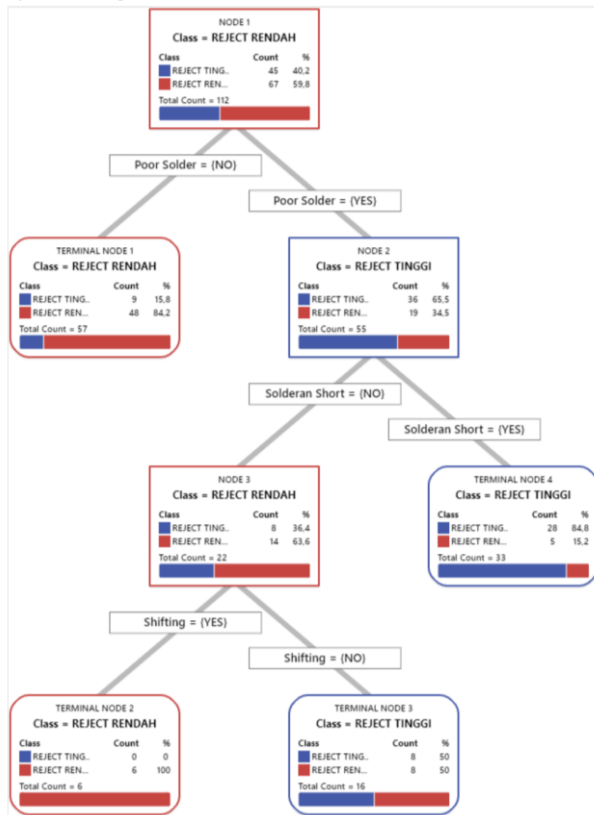 NODE 1
Class = REJECT RENDAH
Class Count %
REJECT TING.. 45 40,2
REJECT REN... 67 59,8
Total Count = 112
Poor Solder = {NO}
Poor Solder = {YES}
TERMINAL NODE 1
Class = REJECT RENDAH
Class Count %
REJECT TING.. 9 15,8
REJECT REN... 48 84,2
Total Count = 57
NODE 2
Class = REJECT TINGGI
Class Count %
REJECT TING.. 36 65,5
REJECT REN... 19 34,5
Total Count = 55
Solderan Short = {NO}
Solderan Short = {YES}
NODE 3
Class = REJECT RENDAH
Class Count %
REJECT TING.. 8 36,4
REJECT REN... 14 63,6
Total Count = 22
TERMINAL NODE 4
Class = REJECT TINGGI
Class Count %
REJECT TING.. 28 84,8
REJECT REN... 5 15,2
Total Count = 33
Shifting = {YES}
Shifting = {NO}
TERMINAL NODE 2
Class = REJECT RENDAH
Class Count %
REJECT TING.. 0 0
REJECT REN... 6 100
Total Count = 6
TERMINAL NODE 3
Class = REJECT TINGGI
Class Count %
REJECT TING.. 8 50
REJECT REN... 8 50
Total Count = 16